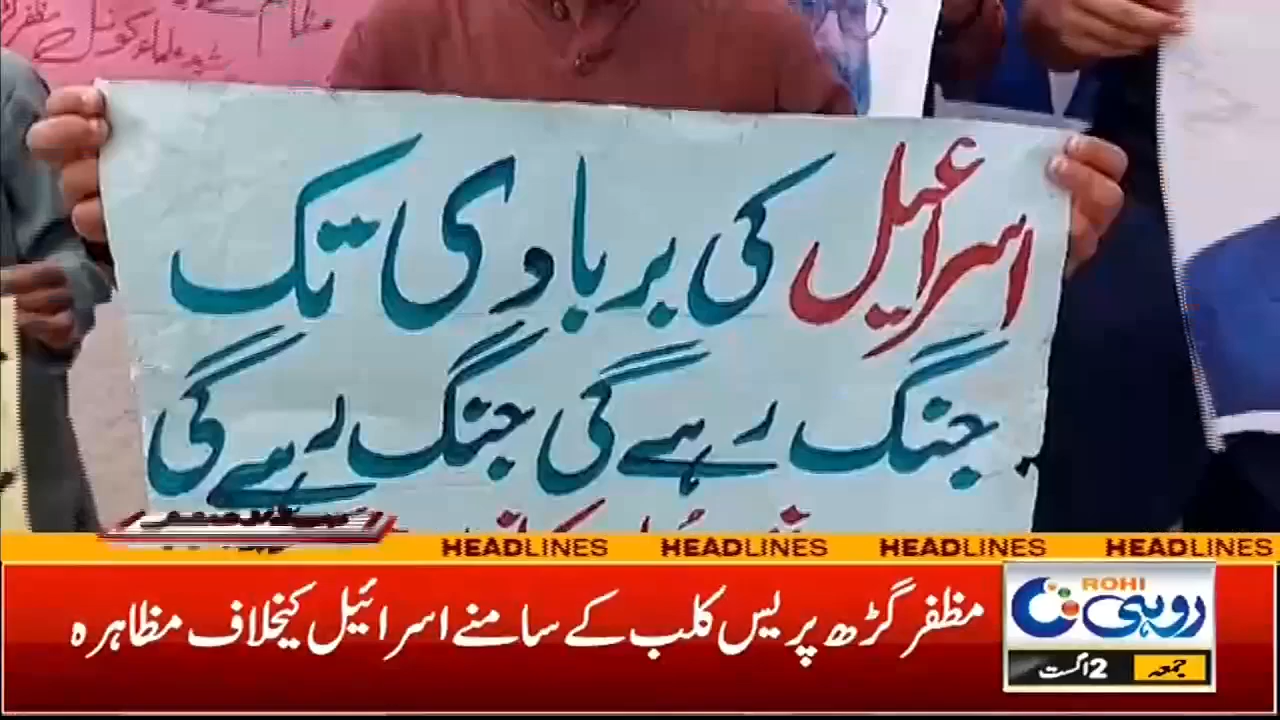 اسراعیل کی بربادی تک
جنگ رہے گی جنگ رہے گی
HEADLINES HEADLINES HEADLINES HEADLINES
مظفر گڑھ پریس کلب کے سامنے اسرائیل کیخلاف مظاہرہ
ROHI
روہی
جمعہ 2 اگست